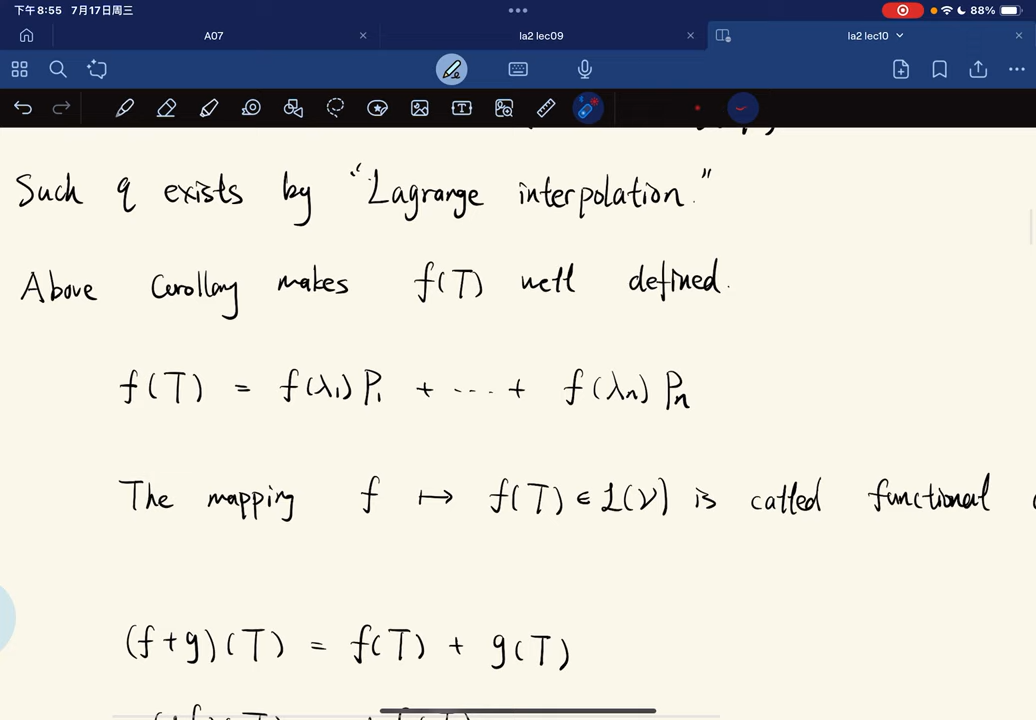 下午8:55 7月17日周三
88%
A07
la2 lec09
la2 lec10
Such q exists by "Lagrange interpolation."
Above Corollary makes f(T) well defined.
f(T) = f(λ₁)P₁ + ... + f(λn)Pn
The mapping f ↦ f(T) ∈ L(V) is called functional
(f+g)(T) = f(T) + g(T)